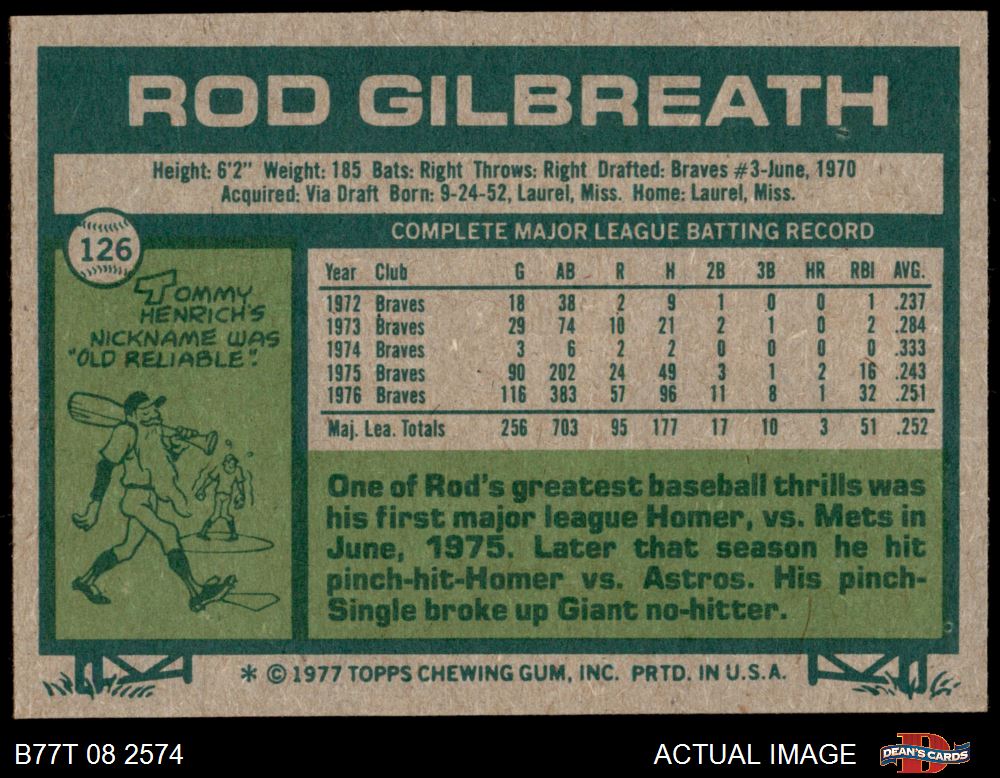 ROD GILBREATH
Height: 6'2" Weight: 185 Bats: Right Throws: Right Drafted: Braves #3-June, 1970
Acquired: Via Draft Born: 9-24-52, Laurel, Miss. Home: Laurel, Miss.
126
TOMMY
HENRICH'S
NICKNAME WAS
"OLD RELIABLE".
COMPLETE MAJOR LEAGUE BATTING RECORD
Year Club G AB R H 2B 3B HR RBI AVG.
1972 Braves 18 38 2 9 1 0 0 1 .237
1973 Braves 29 74 10 21 2 1 0 2 .284
1974 Braves 3 6 2 2 0 0 0 0 .333
1975 Braves 90 202 24 49 3 1 2 16 .243
1976 Braves 116 383 57 96 11 8 1 32 .251
Maj. Lea. Totals 256 703 95 177 17 10 3 51 .252
One of Rod's greatest baseball thrills was
his first major league Homer, vs. Mets in
June, 1975. Later that season he hit
pinch-hit-Homer vs. Astros. His pinch-
Single broke up Giant no-hitter.
* © 1977 TOPPS CHEWING GUM, INC. PRTD. IN U.S.A.
B77T 08 2574
ACTUAL IMAGE
DEAN'S CARDS